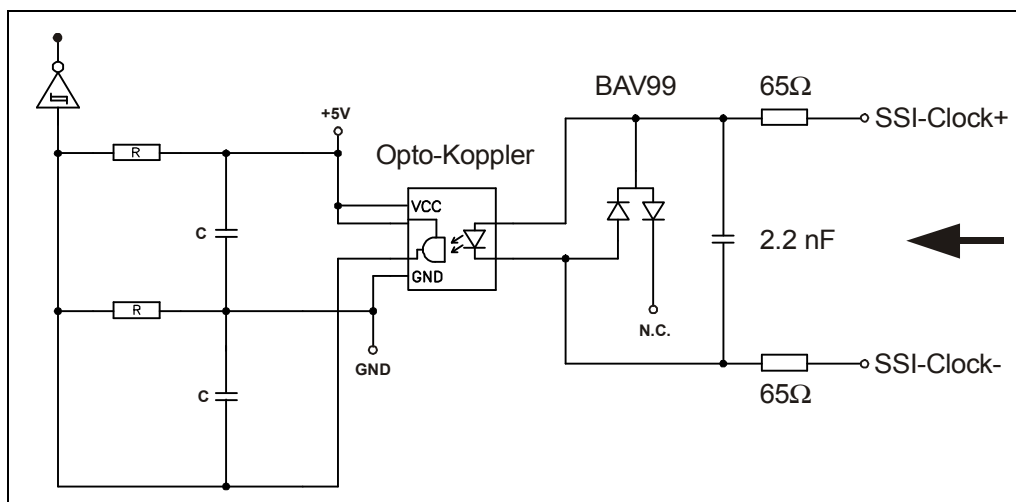 BAV99
65Ω
SSI-Clock+
+5V
Opto-Koppler
R
VCC
C
2.2 nF
GND
R
N.C.
GND
SSI-Clock-
C
65Ω